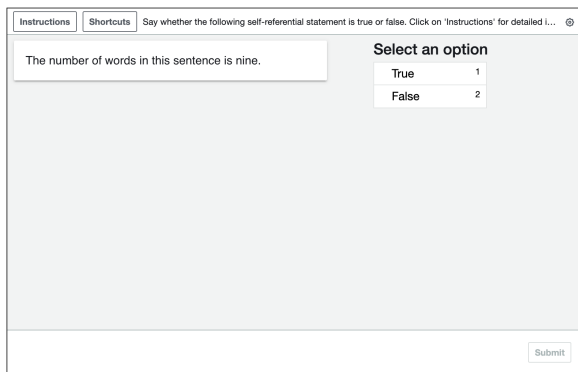 Instructions Shortcuts Say whether the following self-referential statement is true or false. Click on 'Instructions' for detailed i...
The number of words in this sentence is nine.
Select an option
True 1
False 2
Submit